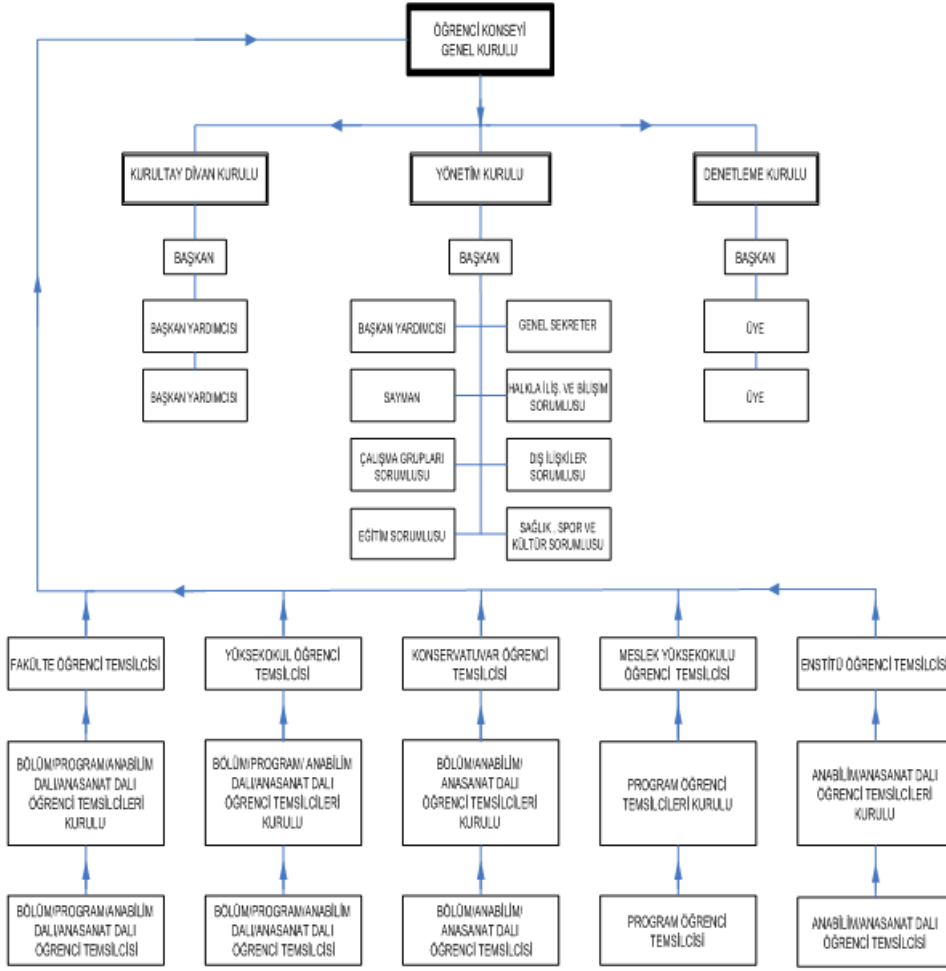 ÖĞRENCİ KONSEYİ
GENEL KURULU
KURULTAY DİVAN KURULU
YÖNETİM KURULU
DENETLEME KURULU
BAŞKAN
BAŞKAN
BAŞKAN
BAŞKAN YARDIMCISI
BAŞKAN YARDIMCISI
GENEL SEKRETER
ÜYE
BAŞKAN YARDIMCISI
SAYMAN
HALKLA İLİŞ. VE BİLİŞİM
SORUMLUSU
ÜYE
ÇALIŞMA GRUPLARI
SORUMLUSU
DIŞ İLİŞKİLER
SORUMLUSU
EĞİTİM SORUMLUSU
SAĞLIK , SPOR VE
KÜLTÜR SORUMLUSU
FAKÜLTE ÖĞRENCİ TEMSİLCİSİ
YÜKSEKOKUL ÖĞRENCİ
TEMSİLCİSİ
KONSERVATUVAR ÖĞRENCİ
TEMSİLCİSİ
MESLEK YÜKSEKOKULU
ÖĞRENCİ TEMSİLCİSİ
ENSTİTÜ ÖĞRENCİ TEMSİLCİSİ
BÖLÜM/PROGRAM/ANABİLİM
DALI/ANASANAT DALI
ÖĞRENCİ TEMSİLCİLERİ
KURULU
BÖLÜM/PROGRAM/ ANABİLİM
DALI/ANASANAT DALI
ÖĞRENCİ TEMSİLCİLERİ
KURULU
BÖLÜM/ANABİLİM/
ANASANAT DALI
ÖĞRENCİ TEMSİLCİLERİ
KURULU
PROGRAM ÖĞRENCİ
TEMSİLCİLERİ KURULU
ANABİLİM/ANASANAT DALI
ÖĞRENCİ TEMSİLCİLERİ
KURULU
BÖLÜM/PROGRAM/ANABİLİM
DALI/ANASANAT DALI
ÖĞRENCİ TEMSİLCİSİ
BÖLÜM/PROGRAM/ANABİLİM
DALI/ANASANAT DALI
ÖĞRENCİ TEMSİLCİSİ
BÖLÜM/ANABİLİM/
ANASANAT DALI
ÖĞRENCİ TEMSİLCİSİ
PROGRAM ÖĞRENCİ
TEMSİLCİSİ
ANABİLİM/ANASANAT DALI
ÖĞRENCİ TEMSİLCİSİ